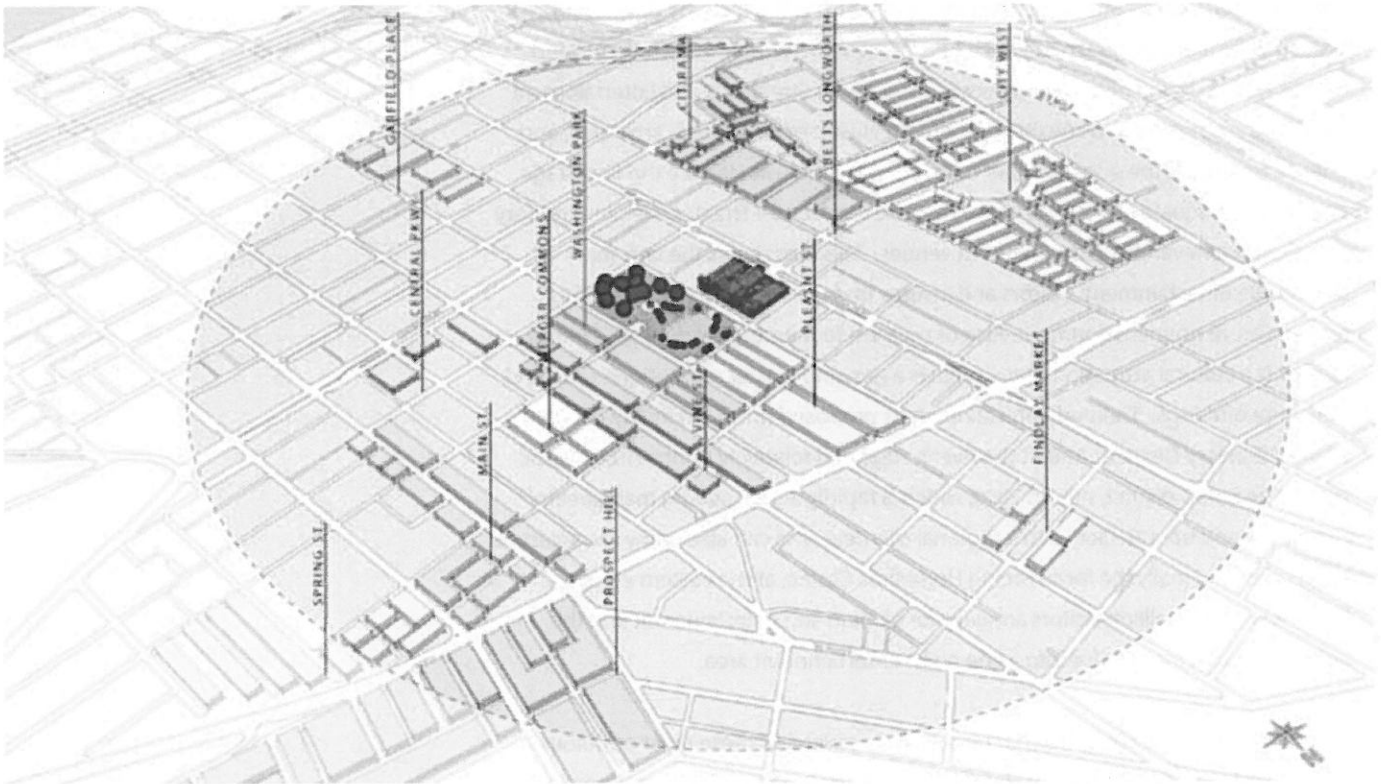 GARFIELD PLACE
CENTRAL PKWY
CITIRAMA
WASHINGTON PARK
BETTS LONGWORTH
CITY WEST
MERCER COMMONS
PLEASNT ST
VINE ST
MAIN ST
FINDLAY MARKET
SPRING ST
PROSPECT HILL
N